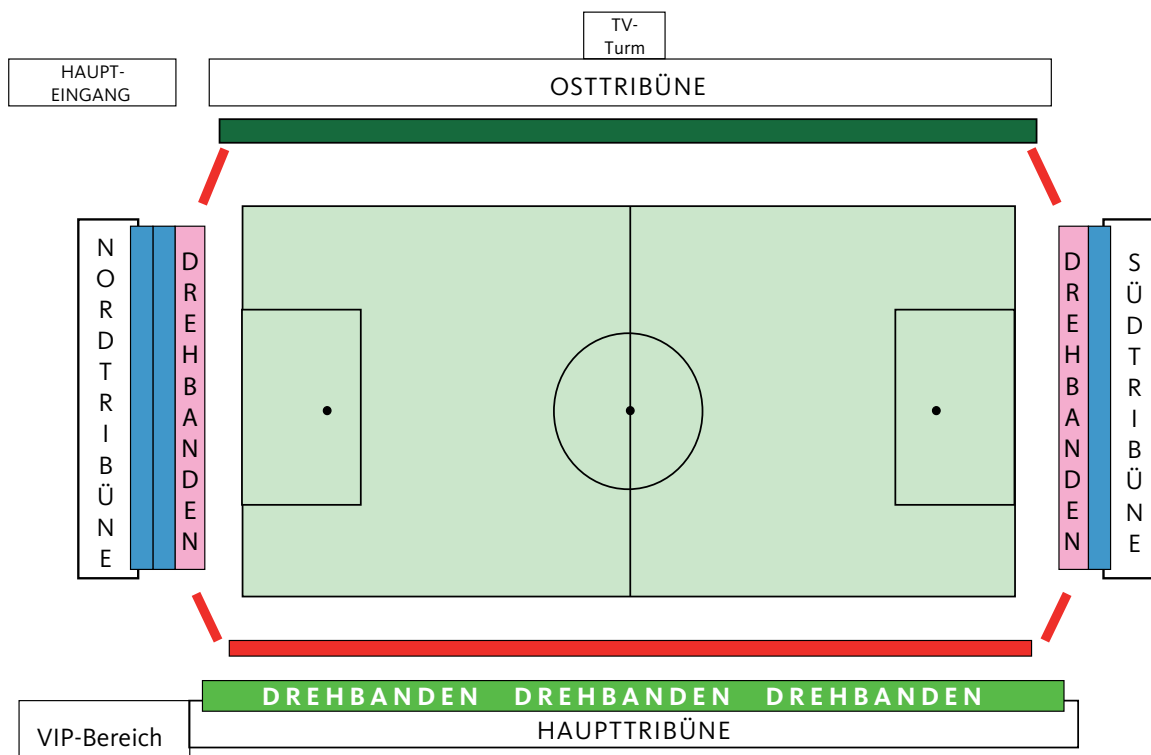 TV-
Turm
HAUPT-
EINGANG
OSTTRIBÜNE
NORDTRIBÜNE
DREHBANDEN
DREHBANDEN
SÜDTRIBÜNE
DREHBANDEN DREHBANDEN DREHBANDEN
HAUPTTRIBÜNE
VIP-Bereich